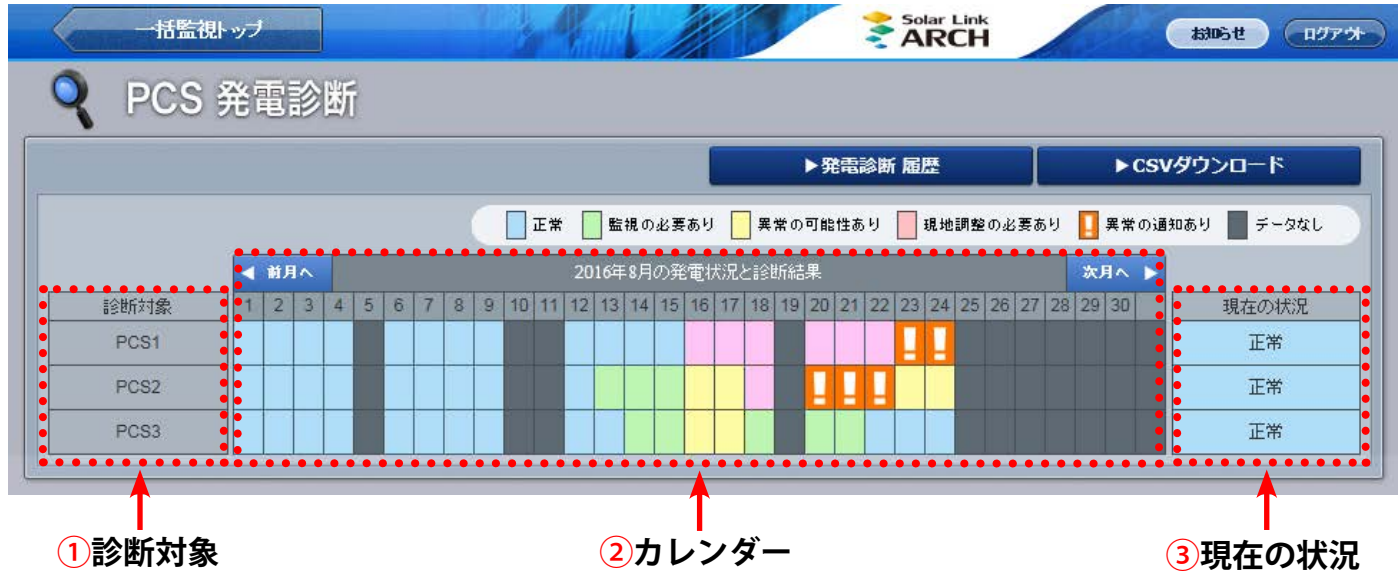 一括監視トップ
Solar Link
ARCH
お知らせ
ログアウト
PCS 発電診断
▶発電診断 履歴
▶CSVダウンロード
正常
監視の必要あり
異常の可能性あり
現地調整の必要あり
異常の通知あり
データなし
◀ 前月へ
2016年8月の発電状況と診断結果
次月へ ▶
診断対象
1 2 3 4 5 6 7 8 9 10 11 12 13 14 15 16 17 18 19 20 21 22 23 24 25 26 27 28 29 30
現在の状況
PCS1
正常
PCS2
正常
PCS3
正常
①診断対象
②カレンダー
③現在の状況